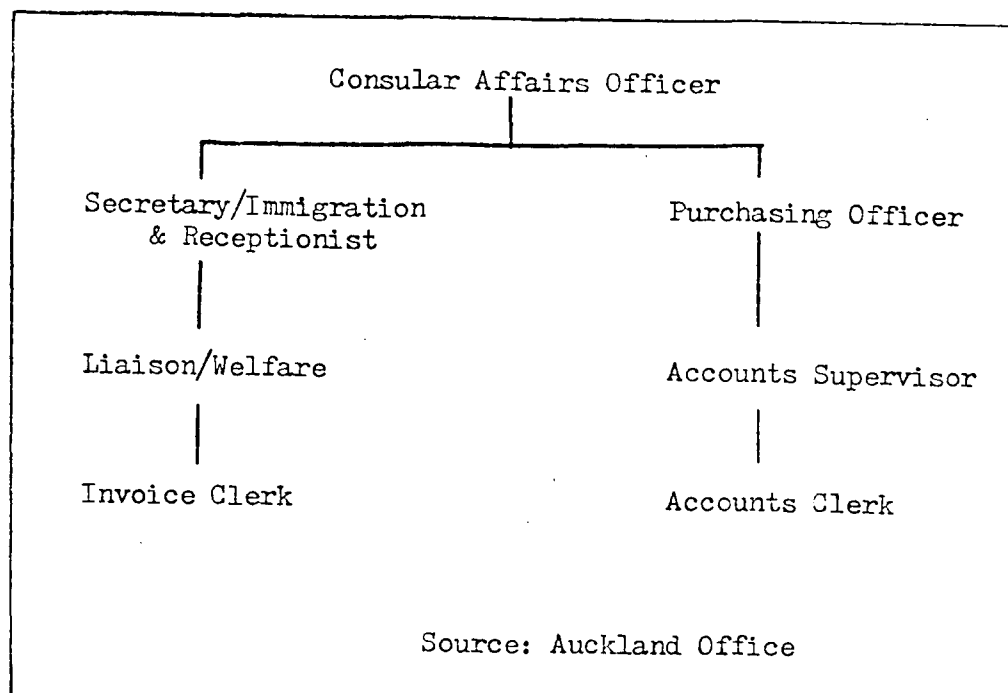 Consular Affairs Officer
Secretary/Immigration
& Receptionist
Purchasing Officer
Liaison/Welfare
Accounts Supervisor
Invoice Clerk
Accounts Clerk
Source: Auckland Office